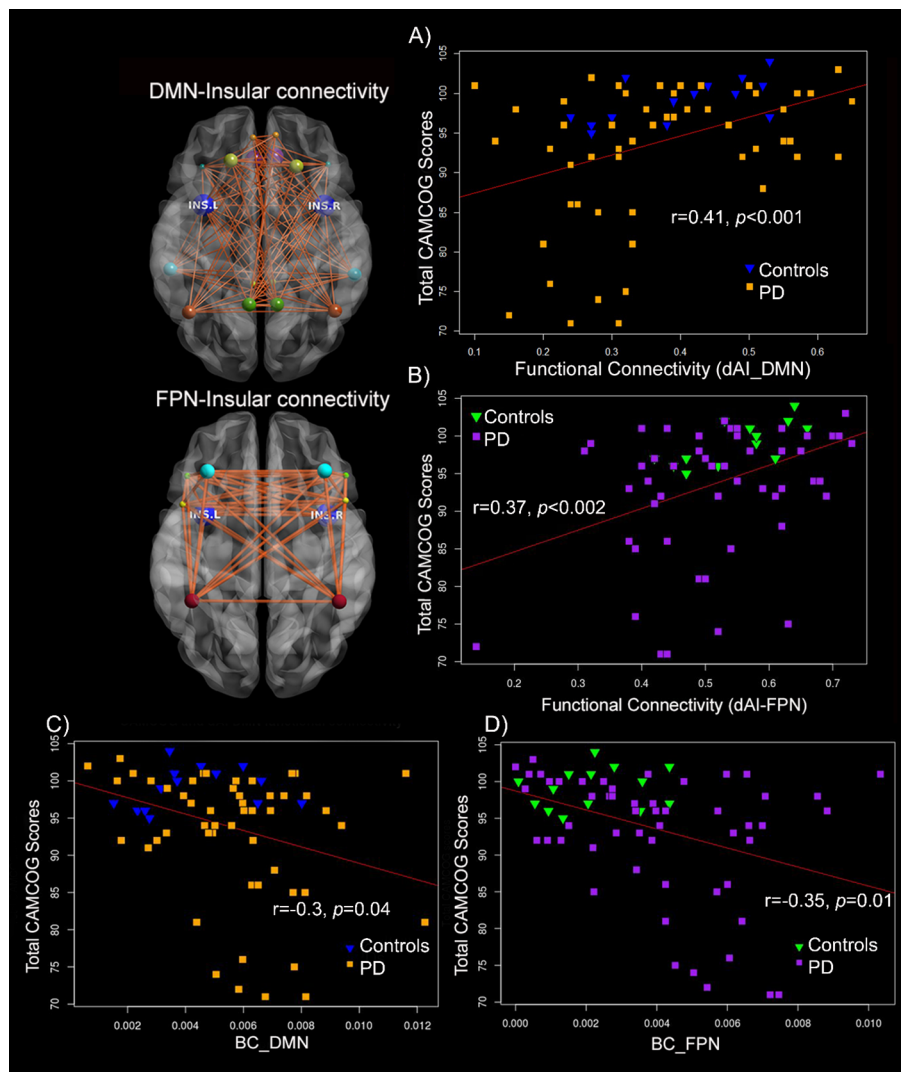 A)
DMN-Insular connectivity
INS.L
INS.R
Total CAMCOG Scores
105
100
95
90
85
80
75
70
r=0.41, p<0.001
Controls
PD
0.1
0.2
0.3
0.4
0.5
0.6
Functional Connectivity (dAI_DMN)
B)
FPN-Insular connectivity
INS.L
INS.R
Total CAMCOG Scores
105
100
95
90
85
80
75
70
Controls
PD
r=0.37, p<0.002
0.2
0.3
0.4
0.5
0.6
0.7
Functional Connectivity (dAI-FPN)
C)
Total CAMCOG Scores
105
100
95
90
85
80
75
70
r=-0.3, p=0.04
Controls
PD
0.002
0.004
0.006
0.008
0.010
0.012
BC_DMN
D)
Total CAMCOG Scores
105
100
95
90
85
80
75
70
r=-0.35, p=0.01
Controls
PD
0.000
0.002
0.004
0.006
0.008
0.010
BC_FPN